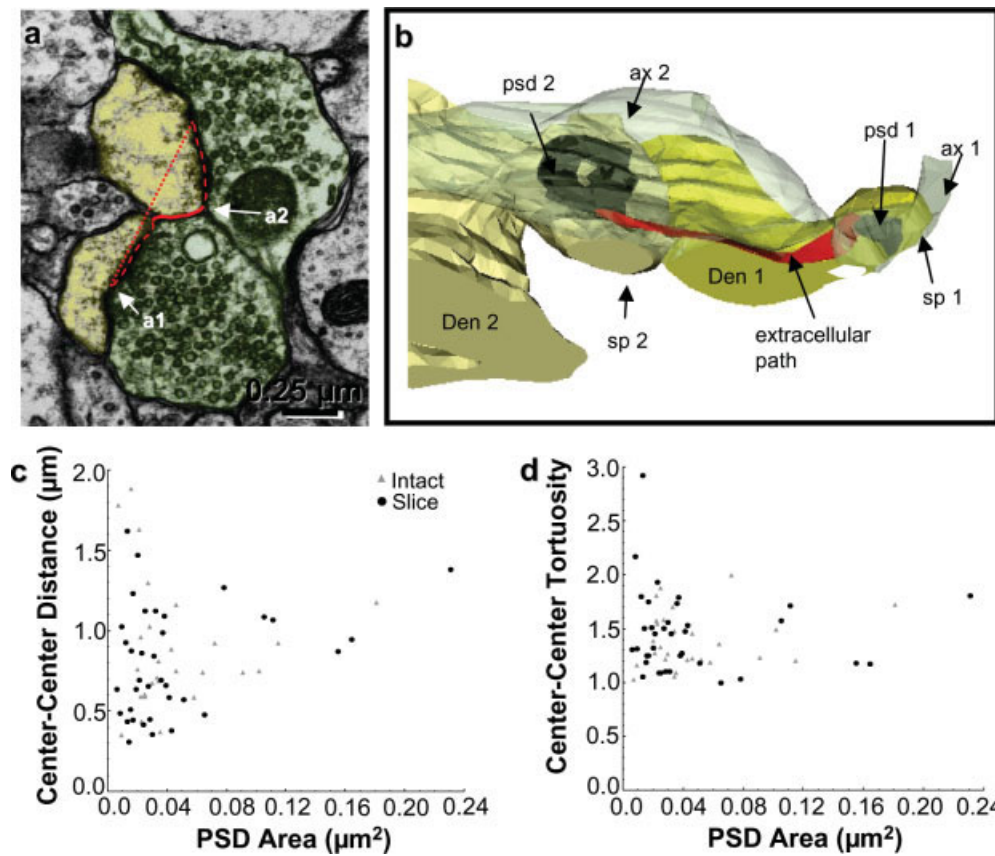 a
a2
a1
0.25 µm
b
psd 2
ax 2
psd 1
ax 1
Den 1
sp 1
Den 2
sp 2
extracellular
path
c
Center-Center Distance (µm)
2.0
1.5
1.0
0.5
0.0
Intact
Slice
0.0 0.04 0.08 0.12 0.16 0.20 0.24
PSD Area (µm²)
d
Center-Center Tortuosity
3.0
2.5
2.0
1.5
1.0
0.5
0.0
0.0 0.04 0.08 0.12 0.16 0.20 0.24
PSD Area (µm²)